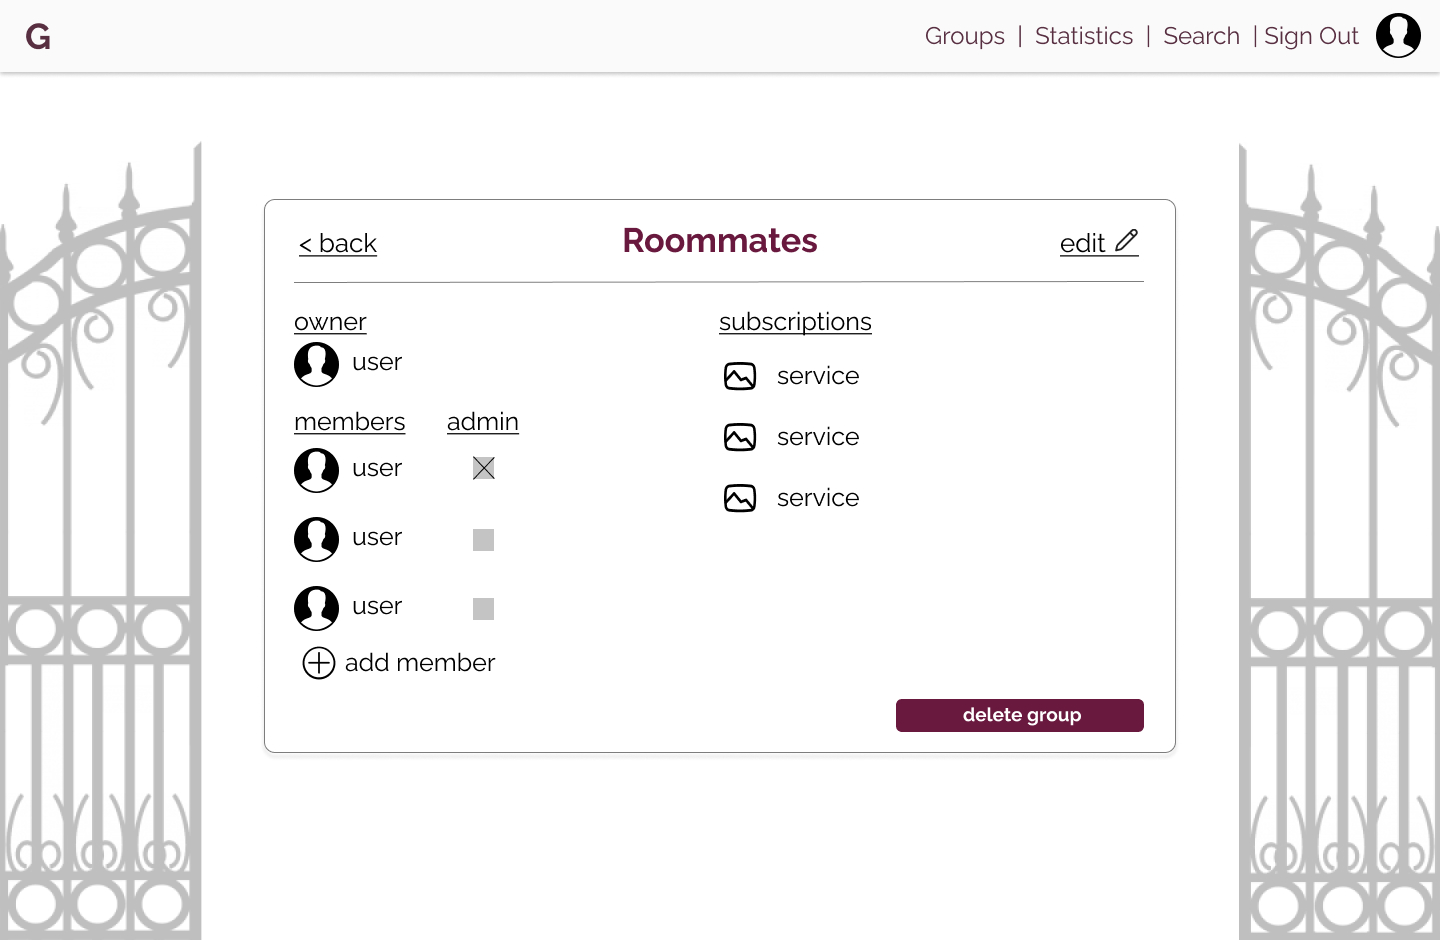 G
Groups | Statistics | Search | Sign Out
< back
Roommates
edit
owner
user
members admin
user
user
user
add member
subscriptions
service
service
service
delete group